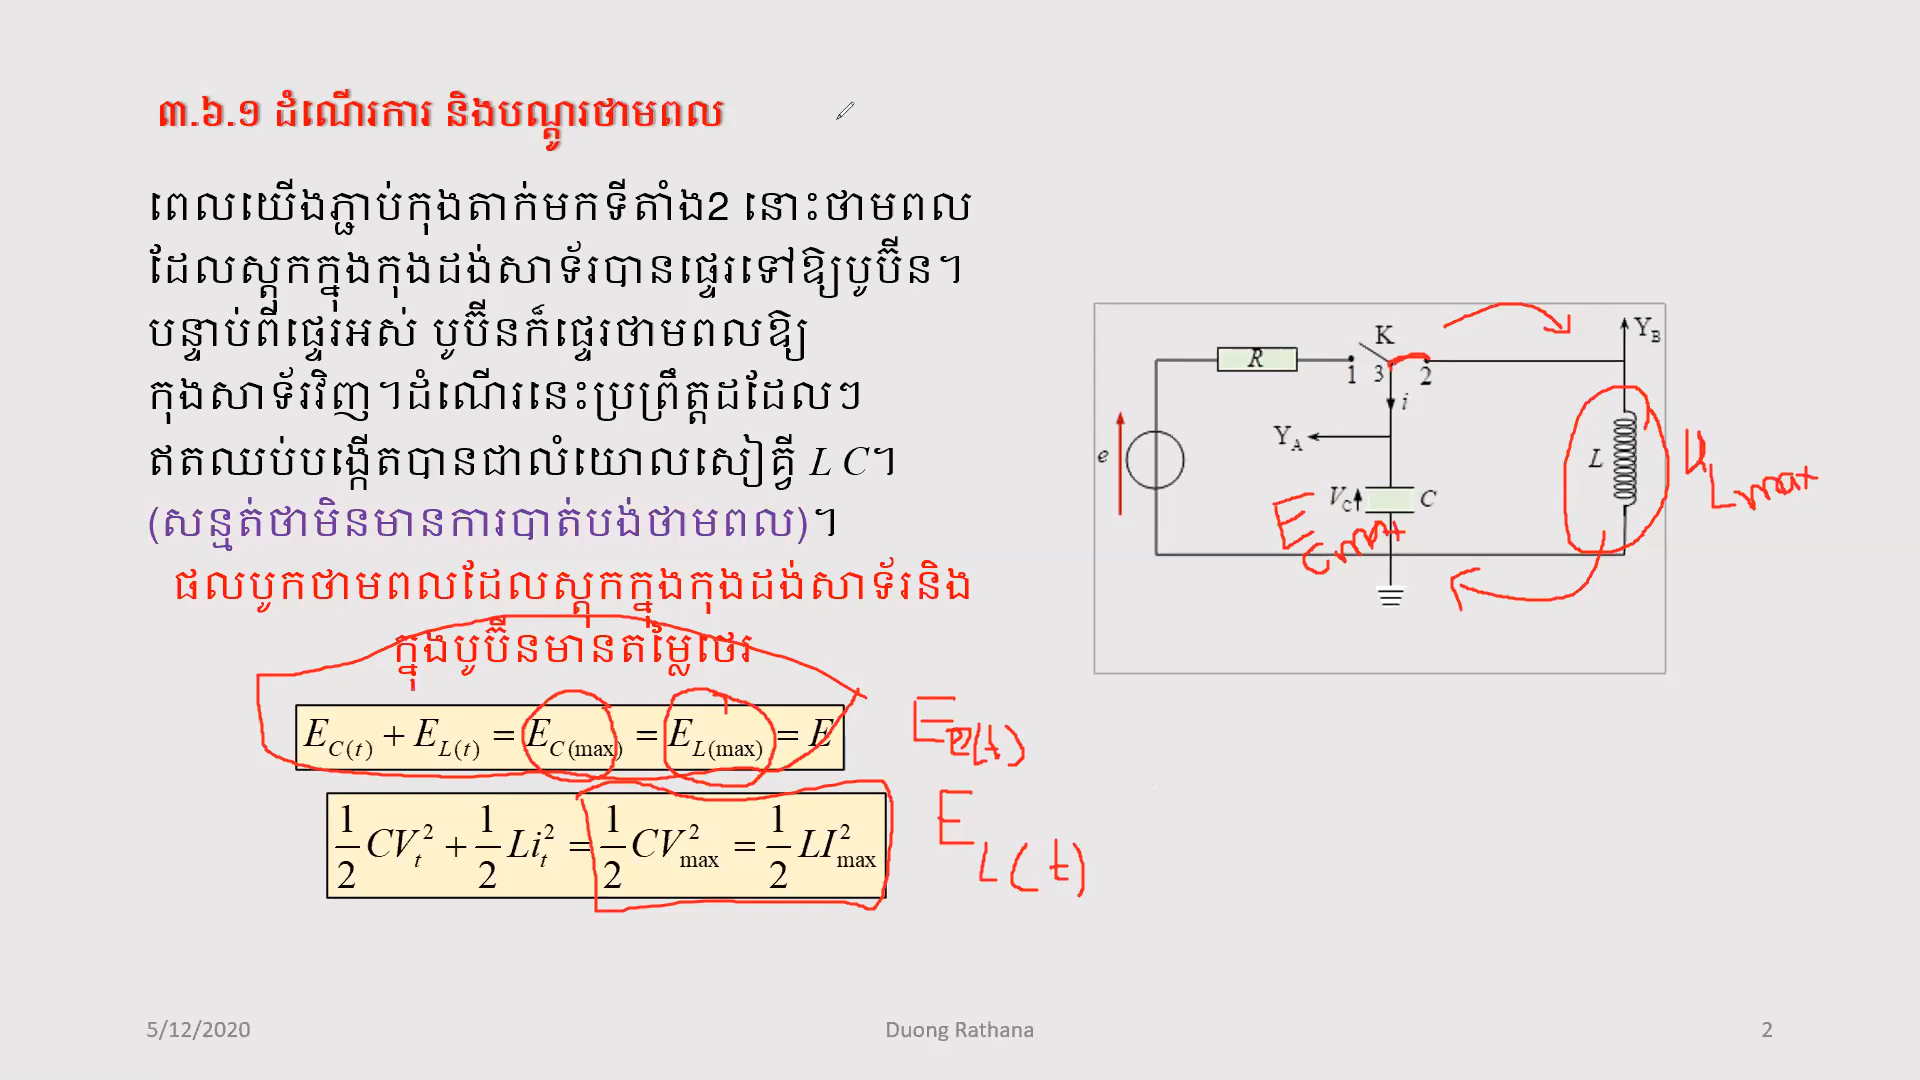 ៣.៦.១ ដំណើរការ និងបណ្ដូរថាមពល
ពេលយើងភ្ជាប់កុងតាក់មកទីតាំង2 នោះថាមពល
ដែលស្តុកក្នុងកុងដង់សាទ័របានផ្ទេរទៅឱ្យបូប៊ីន។
បន្ទាប់ពីផ្ទេរអស់ បូប៊ីនក៏ផ្ទេរថាមពលឱ្យ
កុងសាទ័រវិញ។ដំណើរនេះប្រព្រឹត្តដដែលៗ
ឥតឈប់បង្កើតបានជាលំយោលសៀគ្វី L C។
(សន្មត់ថាមិនមានការបាត់បង់ថាមពល)។
ផលបូកថាមពលដែលស្តុកក្នុងកុងដង់សាទ័រនិង
ក្នុងបូប៊ីនមានតម្លៃថេរ
E_C(t) + E_L(t) = E_C(max) = E_L(max) = E
1/2 CV_t^2 + 1/2 Li_t^2 = 1/2 CV_max^2 = 1/2 LI_max^2
E (t)
E L(t)
K
Y_B
R
1 3 2
i
Y_A
e
V_C C
L
E Cmax
Lmax
5/12/2020
Duong Rathana
2